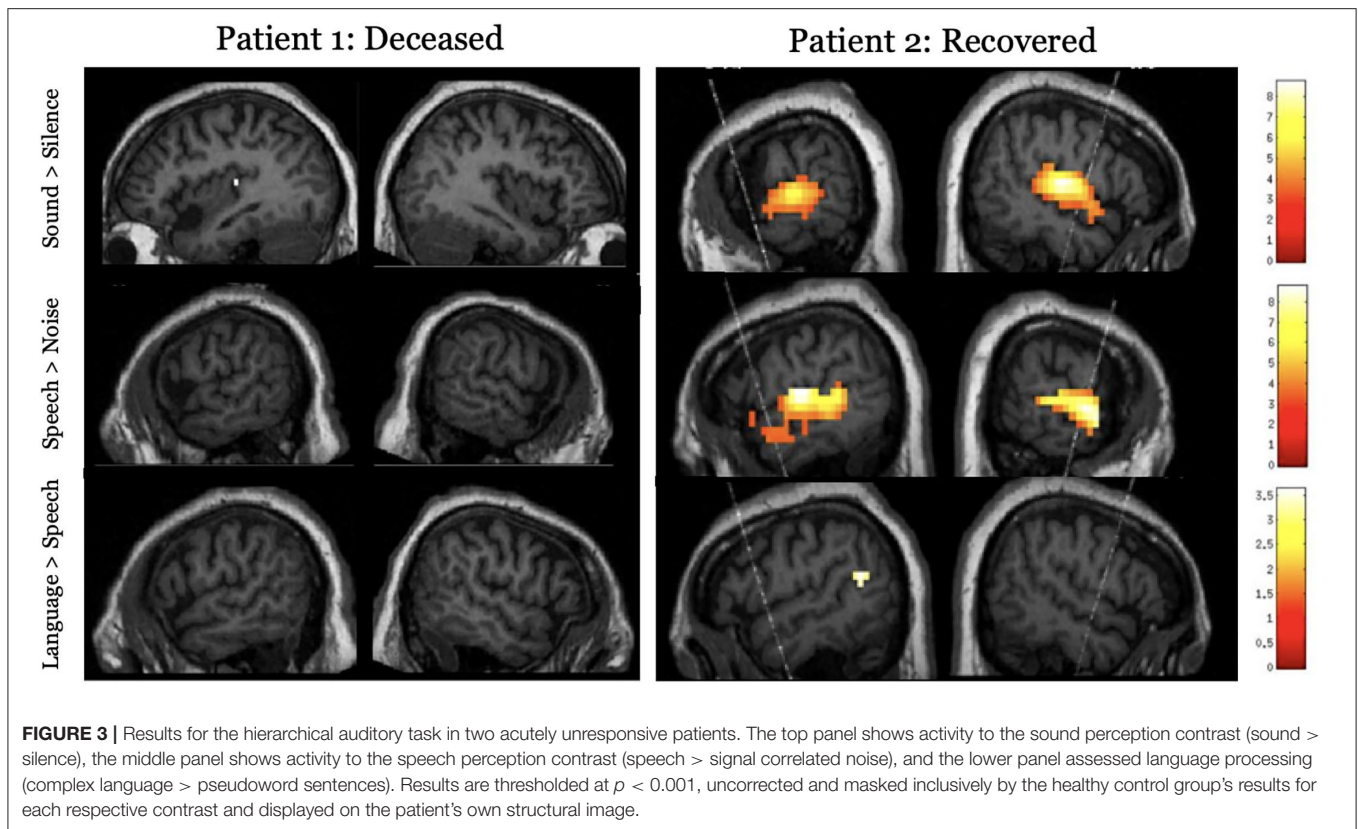 Patient 1: Deceased
Patient 2: Recovered
Sound > Silence
8
7
6
5
4
3
2
1
0
Speech > Noise
8
7
6
5
4
3
2
1
0
Language > Speech
3.5
3
2.5
2
1.5
1
0.5
0
FIGURE 3 | Results for the hierarchical auditory task in two acutely unresponsive patients. The top panel shows activity to the sound perception contrast (sound >
silence), the middle panel shows activity to the speech perception contrast (speech > signal correlated noise), and the lower panel assessed language processing
(complex language > pseudoword sentences). Results are thresholded at p < 0.001, uncorrected and masked inclusively by the healthy control group's results for
each respective contrast and displayed on the patient's own structural image.